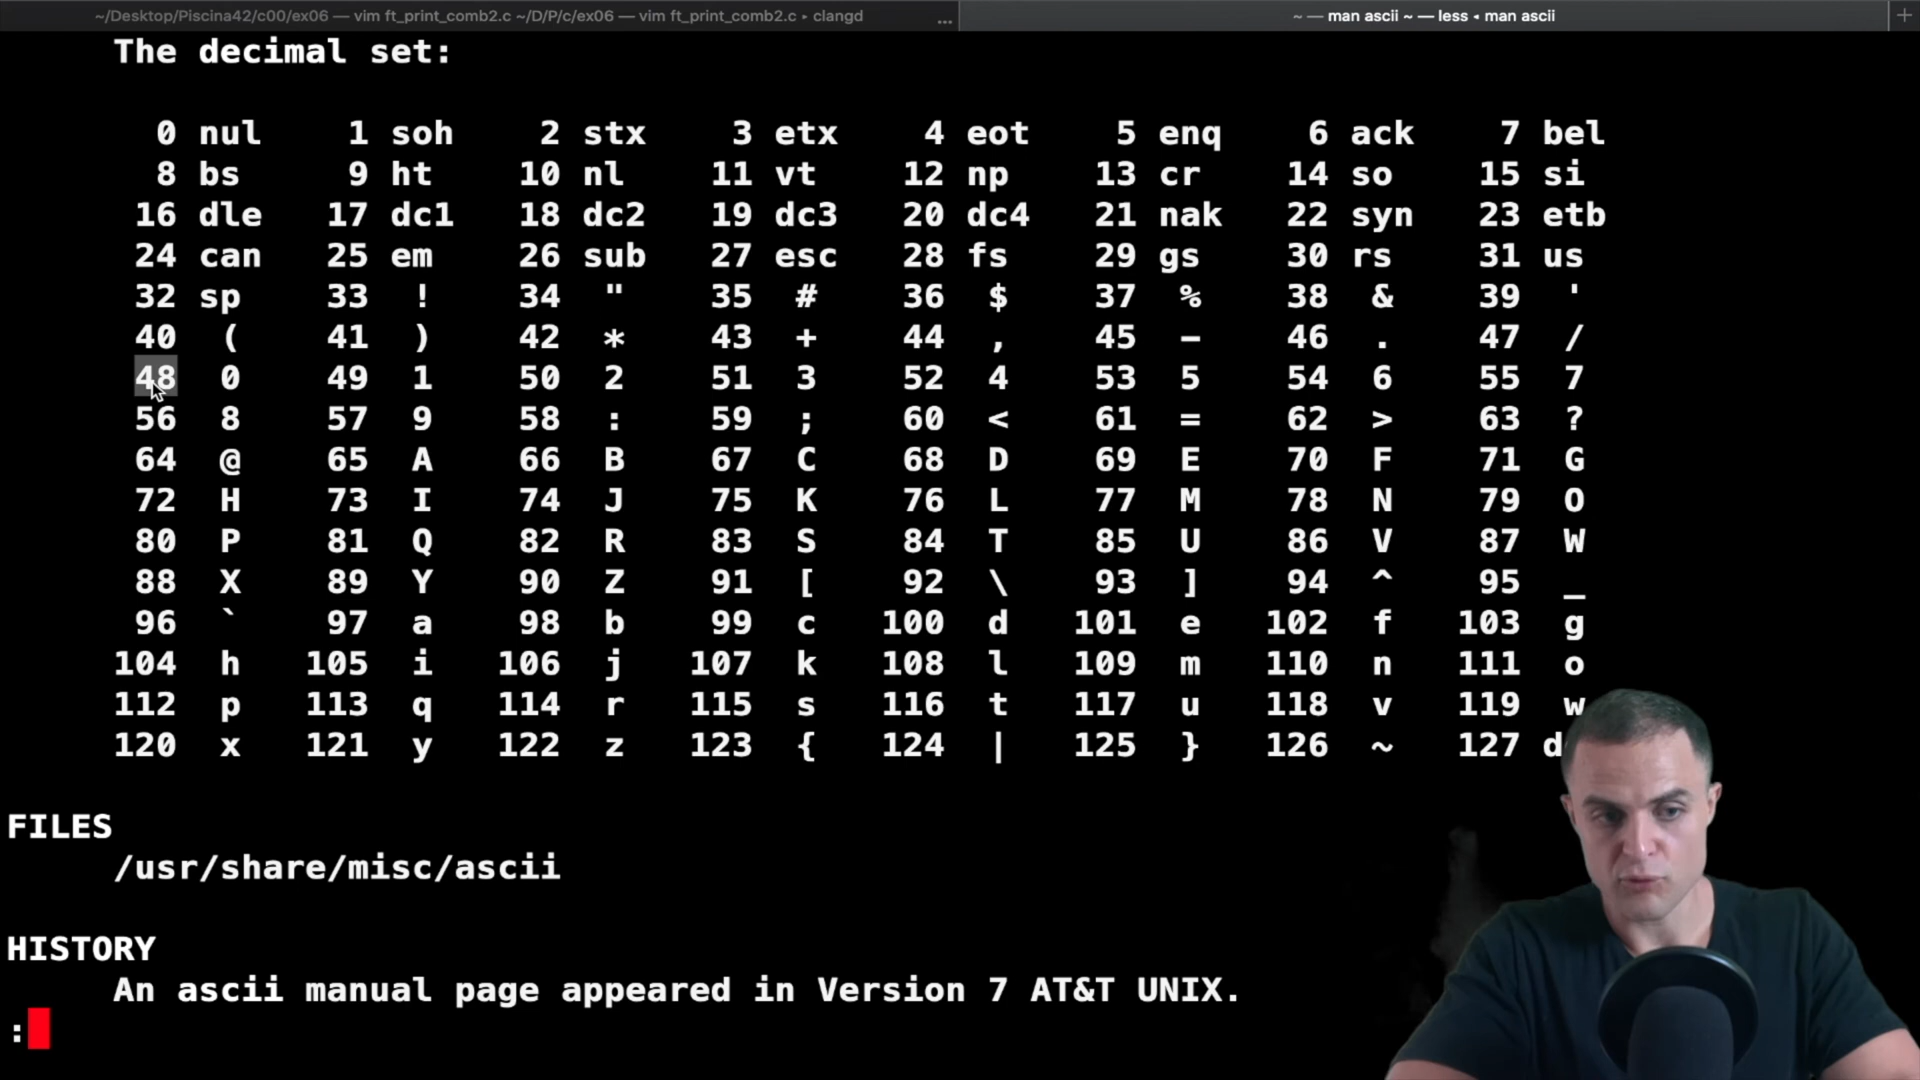 ~/Desktop/Piscina42/c00/ex06 — vim ft_print_comb2.c ~/D/P/c/ex06 — vim ft_print_comb2.c ▸ clangd ...
~ — man ascii ~ — less ◂ man ascii +
The decimal set:
0 nul 1 soh 2 stx 3 etx 4 eot 5 enq 6 ack 7 bel
8 bs 9 ht 10 nl 11 vt 12 np 13 cr 14 so 15 si
16 dle 17 dc1 18 dc2 19 dc3 20 dc4 21 nak 22 syn 23 etb
24 can 25 em 26 sub 27 esc 28 fs 29 gs 30 rs 31 us
32 sp 33 ! 34 " 35 # 36 $ 37 % 38 & 39 '
40 ( 41 ) 42 * 43 + 44 , 45 - 46 . 47 /
48 0 49 1 50 2 51 3 52 4 53 5 54 6 55 7
56 8 57 9 58 : 59 ; 60 < 61 = 62 > 63 ?
64 @ 65 A 66 B 67 C 68 D 69 E 70 F 71 G
72 H 73 I 74 J 75 K 76 L 77 M 78 N 79 O
80 P 81 Q 82 R 83 S 84 T 85 U 86 V 87 W
88 X 89 Y 90 Z 91 [ 92 \ 93 ] 94 ^ 95 _
96 ` 97 a 98 b 99 c 100 d 101 e 102 f 103 g
104 h 105 i 106 j 107 k 108 l 109 m 110 n 111 o
112 p 113 q 114 r 115 s 116 t 117 u 118 v 119 w
120 x 121 y 122 z 123 { 124 | 125 } 126 ~ 127
FILES
/usr/share/misc/ascii
HISTORY
An ascii manual page appeared in Version 7 AT&T UNIX.
: